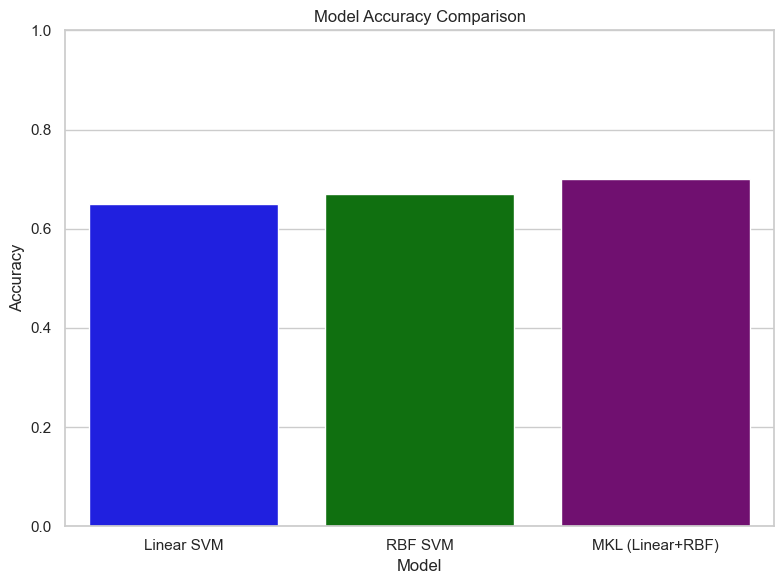 Model Accuracy Comparison
1.0
0.8
0.6
0.4
0.2
0.0
Accuracy
Linear SVM
RBF SVM
MKL (Linear+RBF)
Model